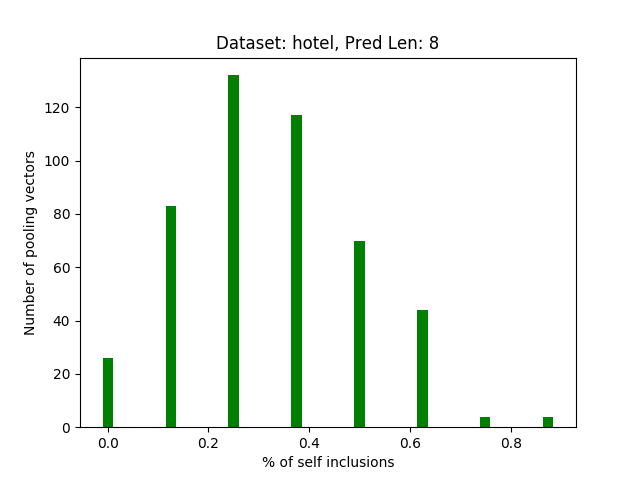 Dataset: hotel, Pred Len: 8
120
100
80
60
40
20
0
Number of pooling vectors
0.0 0.2 0.4 0.6 0.8
% of self inclusions